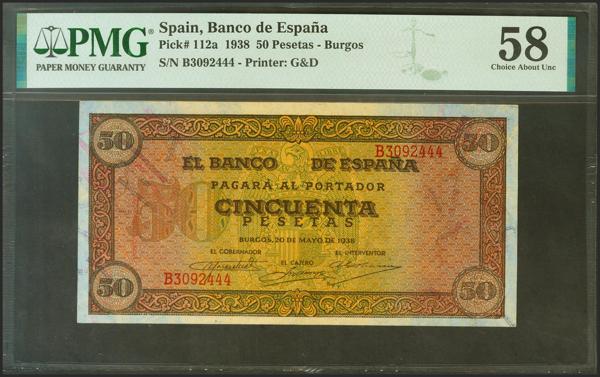 PMG
PAPER MONEY GUARANTY
Spain, Banco de España
Pick# 112a 1938 50 Pesetas - Burgos
S/N B3092444 - Printer: G&D
58
Choice About Unc
50
50
B3092444
EL BANCO DE ESPAÑA
PAGARÁ AL PORTADOR
50
CINCUENTA
PESETAS
BURGOS, 20 DE MAYO DE 1938
EL GOBERNADOR
EL CAJERO
EL INTERVENTOR
B3092444
50
50